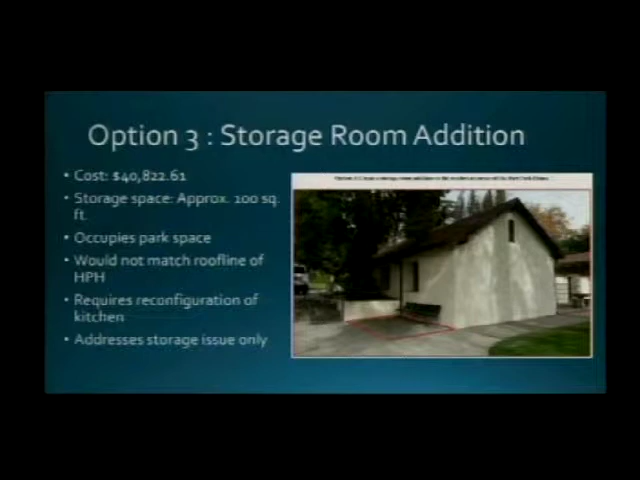 Option 3 : Storage Room Addition
• Cost: $40,822.61
• Storage space: Approx. 100 sq.
ft.
• Occupies park space
• Would not match roofline of
HPH
• Requires reconfiguration of
kitchen
• Addresses storage issue only